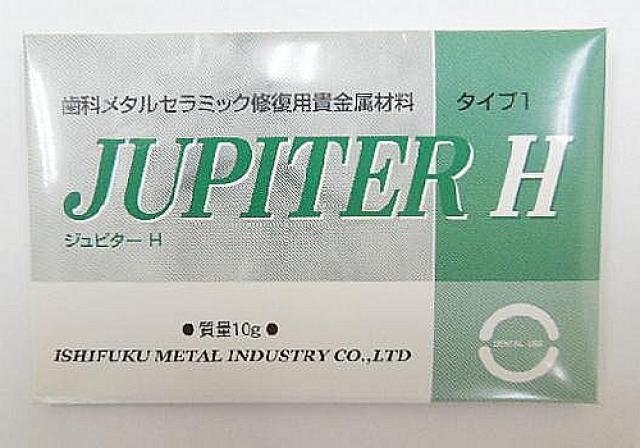 歯科メタルセラミック修復用貴金属材料 タイプ1
JUPITER H
ジュピター H
●質量10g●
ISHIFUKU METAL INDUSTRY CO.,LTD
DENTAL USE